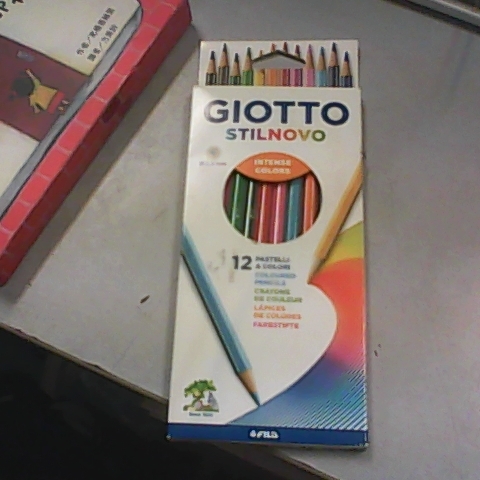 GIOTTO
STILNOVO
INTENSE
COLORS
12 PASTELLI
A COLORI
COLOURED
PENCILS
CRAYONS
DE COULEUR
LÁPICES
DE COLORES
FARBSTIFTE
FILA